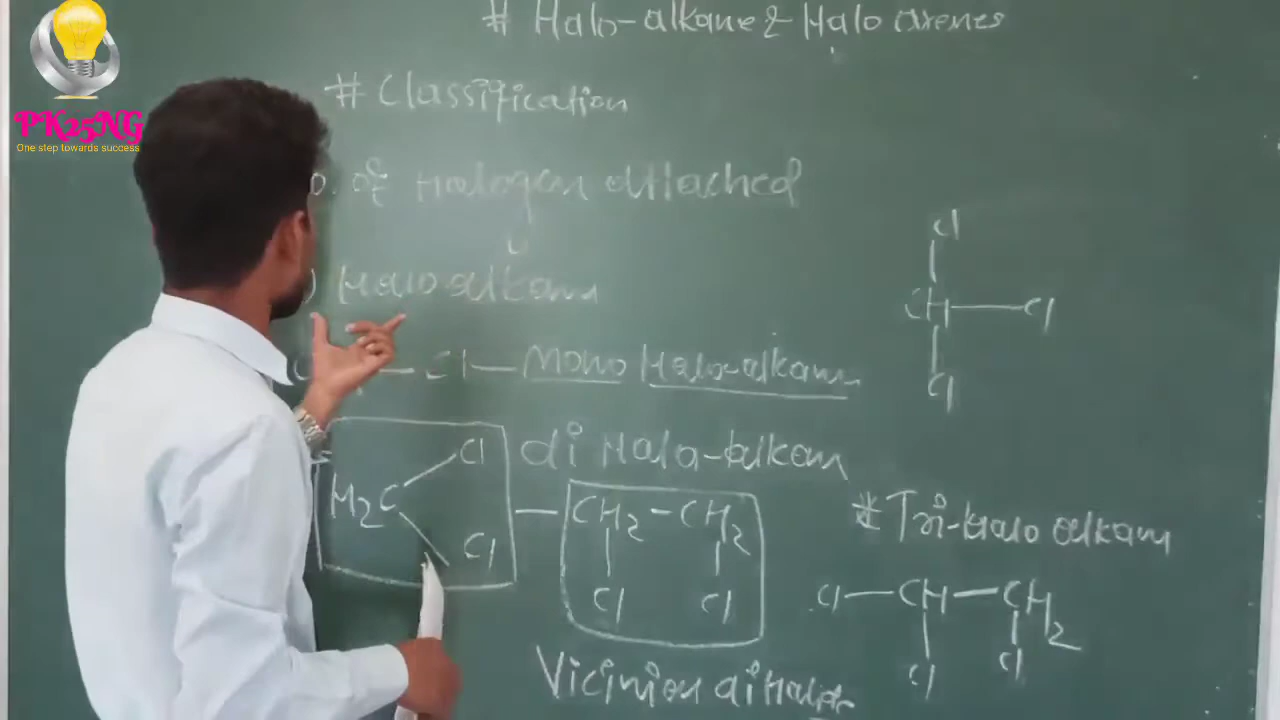 PK25NG
One step towards success
# Halo-alkane & Halo arenes
# Classification
o. of Halogen attached
) Halo alkane
Cl — Mono Halo-alkane
di Halo-alkane
H2C
Cl
Cl
CH2 - CH2
Cl Cl
Vicinion dihalide
Cl
CH — Cl
Cl
* Tri-Halo alkane
Cl — CH — CH2
Cl Cl